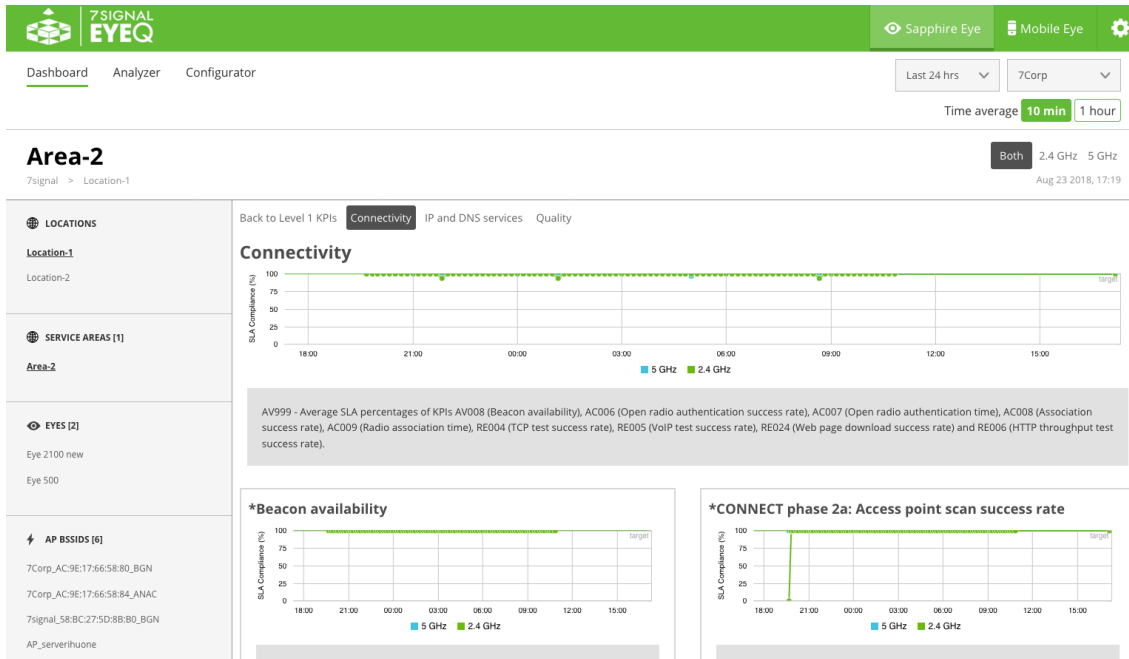 7SIGNAL
EYEQ
Sapphire Eye
Mobile Eye
Dashboard
Analyzer
Configurator
Last 24 hrs
7Corp
Time average
10 min
1 hour
Area-2
7signal > Location-1
Both
2.4 GHz
5 GHz
Aug 23 2018, 17:19
LOCATIONS
Location-1
Location-2
SERVICE AREAS [1]
Area-2
EYES [2]
Eye 2100 new
Eye 500
AP BSSIDS [6]
7Corp_AC:9E:17:66:58:80_BGN
7Corp_AC:9E:17:66:58:84_ANAC
7signal_58:BC:27:5D:8B:B0_BGN
AP_serverihuone
Back to Level 1 KPIs
Connectivity
IP and DNS services
Quality
Connectivity
SLA Compliance (%)
100
75
50
25
0
target
18:00
21:00
00:00
03:00
06:00
09:00
12:00
15:00
5 GHz
2.4 GHz
AV999 - Average SLA percentages of KPIs AV008 (Beacon availability), AC006 (Open radio authentication success rate), AC007 (Open radio authentication time), AC008 (Association
success rate), AC009 (Radio association time), RE004 (TCP test success rate), RE005 (VoIP test success rate), RE024 (Web page download success rate) and RE006 (HTTP throughput test
success rate).
*Beacon availability
SLA Compliance (%)
100
75
50
25
0
target
18:00
21:00
00:00
03:00
06:00
09:00
12:00
15:00
5 GHz
2.4 GHz
*CONNECT phase 2a: Access point scan success rate
SLA Compliance (%)
100
75
50
25
0
target
18:00
21:00
00:00
03:00
06:00
09:00
12:00
15:00
5 GHz
2.4 GHz